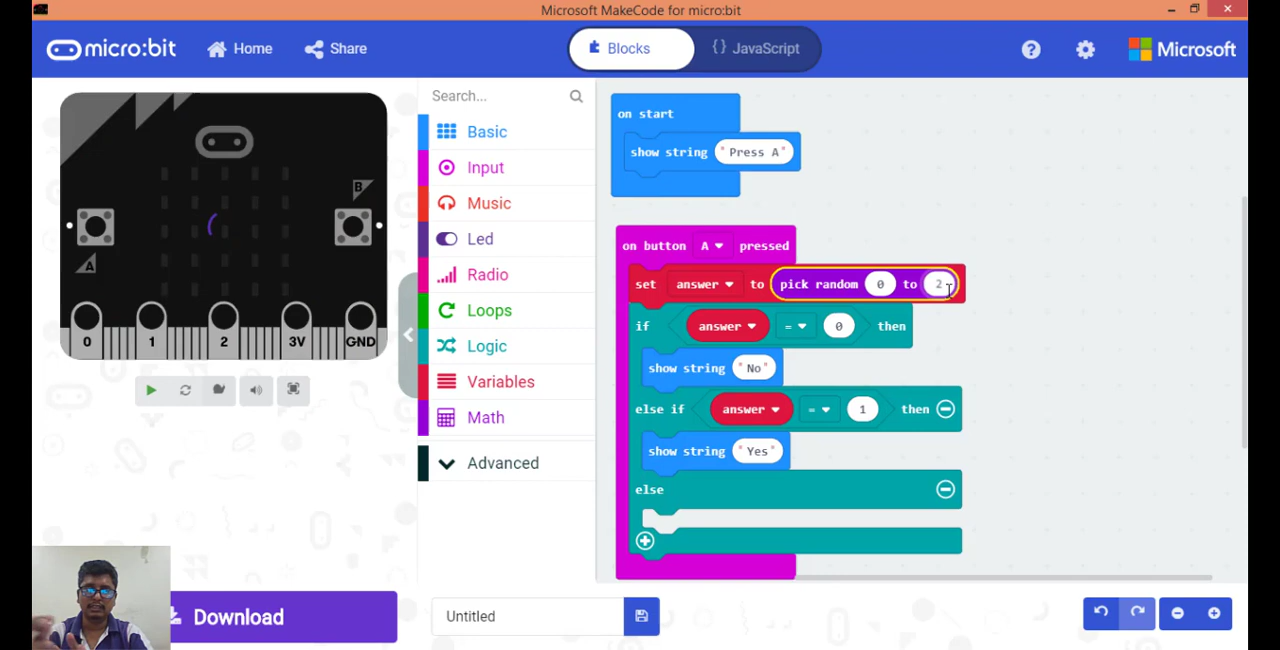 Microsoft MakeCode for micro:bit
micro:bit
Home
Share
Blocks
{} JavaScript
?
Microsoft
B
A
0 1 2 3V GND
Download
Search...
Basic
Input
Music
Led
Radio
Loops
Logic
Variables
Math
Advanced
on start
show string "Press A"
on button A pressed
set answer to pick random 0 to 2
if answer = 0 then
show string "No"
else if answer = 1 then
show string "Yes"
else
Untitled